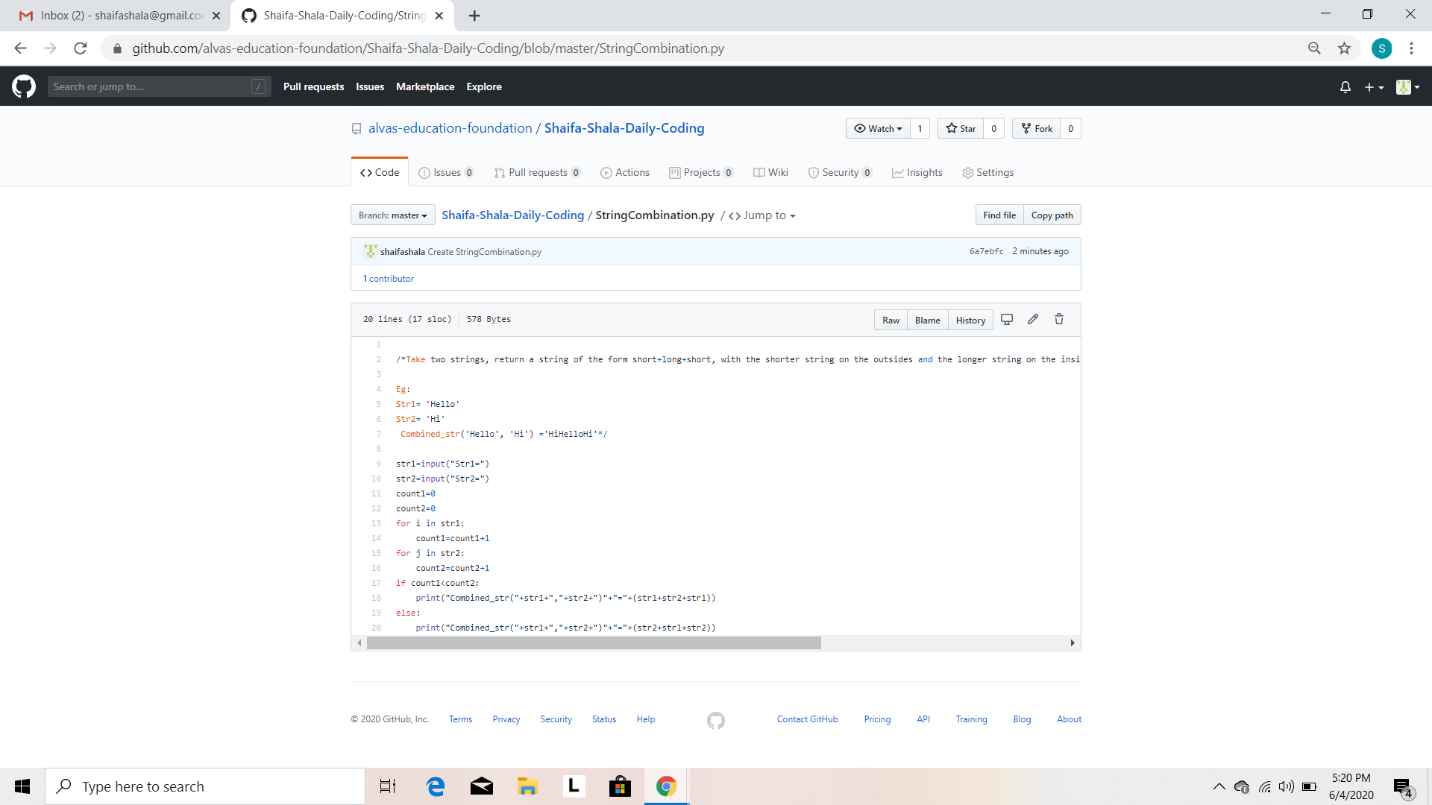 Inbox (2) - shaifashala@gmail.co
Shaifa-Shala-Daily-Coding/String
github.com/alvas-education-foundation/Shaifa-Shala-Daily-Coding/blob/master/StringCombination.py
S
Search or jump to... /
Pull requests Issues Marketplace Explore
alvas-education-foundation / Shaifa-Shala-Daily-Coding
Watch 1 Star 0 Fork 0
Code Issues 0 Pull requests 0 Actions Projects 0 Wiki Security 0 Insights Settings
Branch: master Shaifa-Shala-Daily-Coding / StringCombination.py / Jump to
Find file Copy path
shaifashala Create StringCombination.py 6a7ebfc 2 minutes ago
1 contributor
20 lines (17 sloc) 578 Bytes Raw Blame History
1
2 /*Take two strings, return a string of the form short+long+short, with the shorter string on the outsides and the longer string on the insi
3
4 Eg:
5 Str1= 'Hello'
6 Str2= 'Hi'
7 Combined_str('Hello', 'Hi') ='HiHelloHi'*/
8
9 str1=input("Str1=")
10 str2=input("Str2=")
11 count1=0
12 count2=0
13 for i in str1:
14 count1=count1+1
15 for j in str2:
16 count2=count2+1
17 if count1<count2:
18 print("Combined_str("+str1+","+str2+")"+"="+(str1+str2+str1))
19 else:
20 print("Combined_str("+str1+","+str2+")"+"="+(str2+str1+str2))
© 2020 GitHub, Inc. Terms Privacy Security Status Help Contact GitHub Pricing API Training Blog About
Type here to search
L
5:20 PM
6/4/2020
4